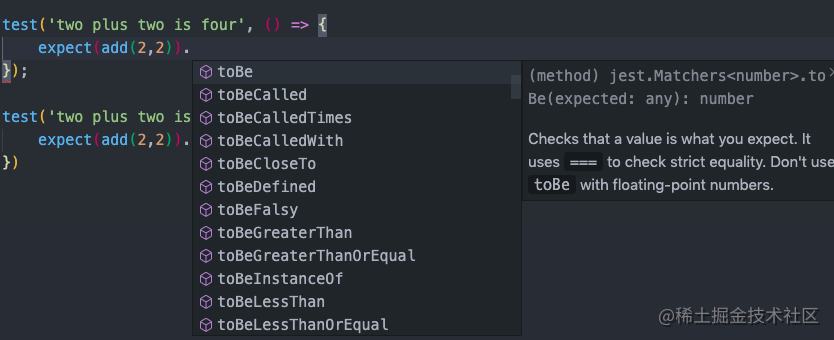 test('two plus two is four', () => {
expect(add(2,2)).
});
test('two plus two is
expect(add(2,2)).
})
toBe
toBeCalled
toBeCalledTimes
toBeCalledWith
toBeCloseTo
toBeDefined
toBeFalsy
toBeGreaterThan
toBeGreaterThanOrEqual
toBeInstanceOf
toBeLessThan
toBeLessThanOrEqual
(method) jest.Matchers<number>.to
Be(expected: any): number
Checks that a value is what you expect. It
uses === to check strict equality. Don't use
toBe with floating-point numbers.
@稀土掘金技术社区